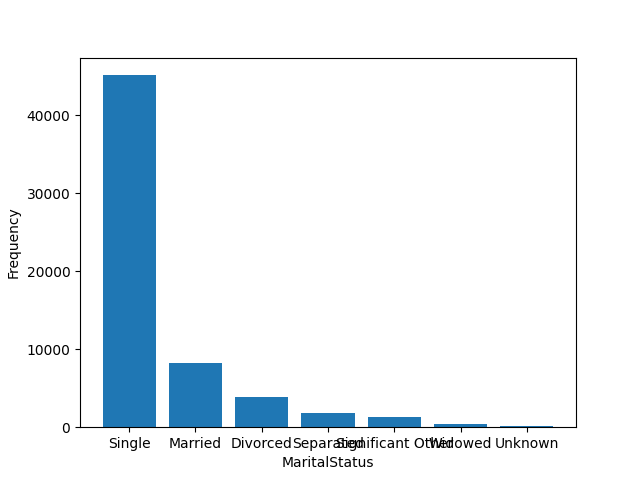 40000
30000
20000
10000
0
Frequency
Single Married Divorced Separated Significant Other Widowed Unknown
MaritalStatus